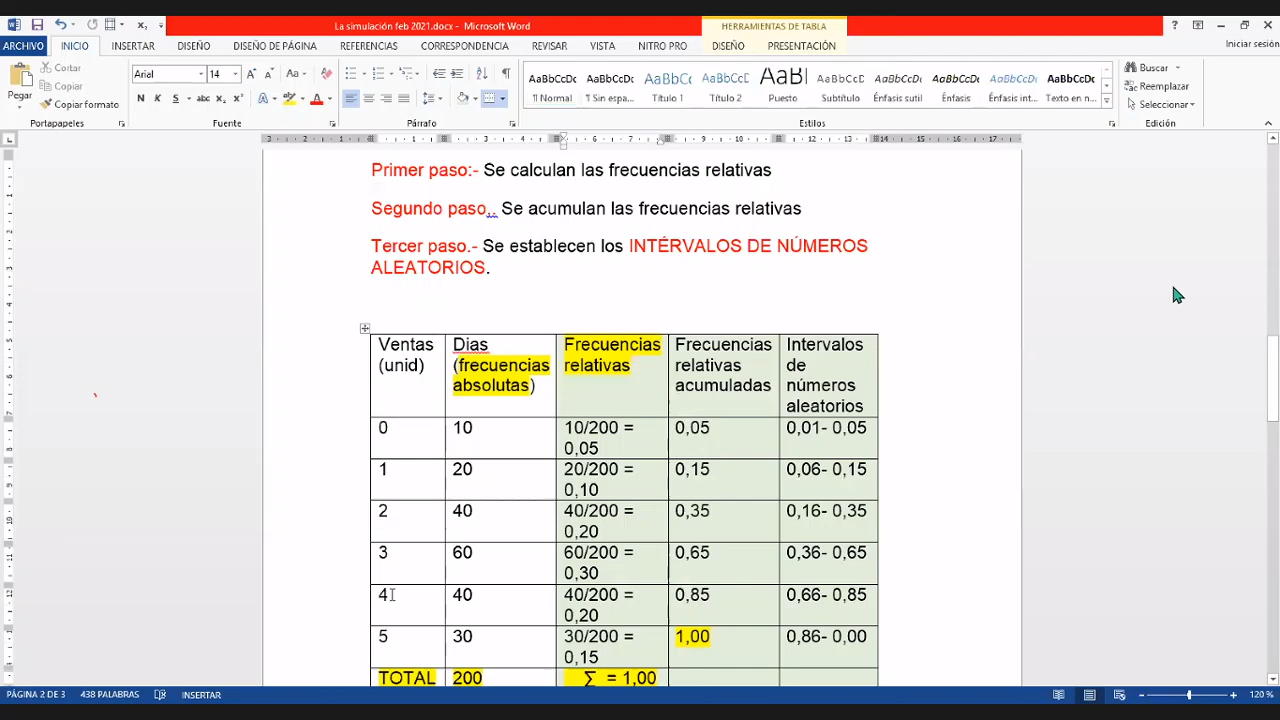 La simulación feb 2021.docx - Microsoft Word
HERRAMIENTAS DE TABLA
Iniciar sesión
ARCHIVO INICIO INSERTAR DISEÑO DISEÑO DE PÁGINA REFERENCIAS CORRESPONDENCIA REVISAR VISTA NITRO PRO DISEÑO PRESENTACIÓN
Cortar
Copiar
Copiar formato
Pegar
Portapapeles
Arial 14
Fuente
Párrafo
AaBbCcDc AaBbCcDc AaBbCcD AaBbCcD AaBl AaBbCcD AaBbCcDc AaBbCcDc AaBbCcDc AaBbCcDc
¶ Normal ¶ Sin espa... Título 1 Título 2 Puesto Subtítulo Énfasis sutil Énfasis Énfasis int... Texto en n...
Estilos
Buscar
Reemplazar
Seleccionar
Edición
Primer paso:- Se calculan las frecuencias relativas
Segundo paso.. Se acumulan las frecuencias relativas
Tercer paso.- Se establecen los INTÉRVALOS DE NÚMEROS
ALEATORIOS.
Ventas (unid) Dias (frecuencias absolutas) Frecuencias relativas Frecuencias relativas acumuladas Intervalos de números aleatorios
0 10 10/200 = 0,05 0,05 0,01- 0,05
1 20 20/200 = 0,10 0,15 0,06- 0,15
2 40 40/200 = 0,20 0,35 0,16- 0,35
3 60 60/200 = 0,30 0,65 0,36- 0,65
4 40 40/200 = 0,20 0,85 0,66- 0,85
5 30 30/200 = 0,15 1,00 0,86- 0,00
TOTAL 200 ∑ = 1,00
PÁGINA 2 DE 3 438 PALABRAS INSERTAR 120 %